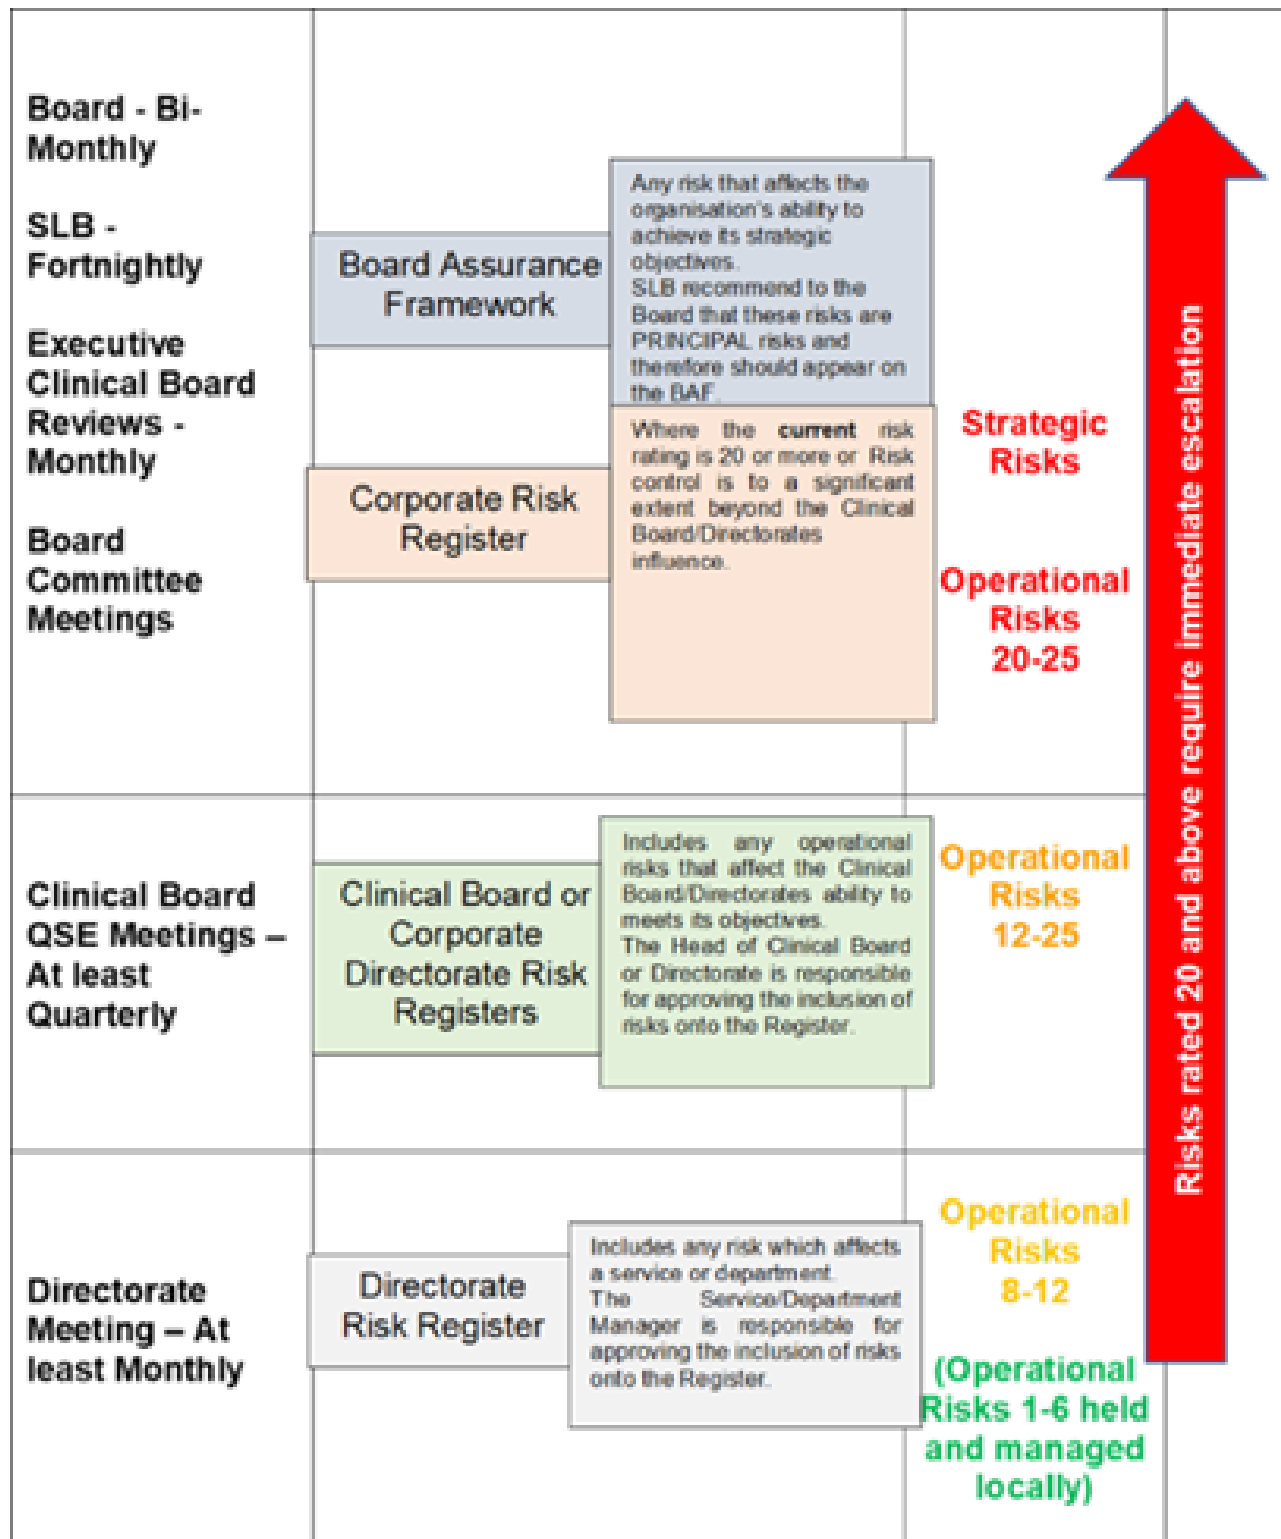 Board - Bi-
Monthly
SLB -
Fortnightly
Executive
Clinical Board
Reviews -
Monthly
Board
Committee
Meetings
Board Assurance
Framework
Any risk that affects the
organisation's ability to
achieve its strategic
objectives.
SLB recommend to the
Board that these risks are
PRINCIPAL risks and
therefore should appear on
the BAF.
Corporate Risk
Register
Where the current risk
rating is 20 or more or Risk
control is to a significant
extent beyond the Clinical
Board/Directorates
influence.
Strategic
Risks
Operational
Risks
20-25
Clinical Board
QSE Meetings –
At least
Quarterly
Clinical Board or
Corporate
Directorate Risk
Registers
Includes any operational
risks that affect the Clinical
Board/Directorates ability to
meets its objectives.
The Head of Clinical Board
or Directorate is responsible
for approving the inclusion of
risks onto the Register.
Operational
Risks
12-25
Directorate
Meeting – At
least Monthly
Directorate
Risk Register
Includes any risk which affects
a service or department.
The Service/Department
Manager is responsible for
approving the inclusion of risks
onto the Register.
Operational
Risks
8-12
(Operational
Risks 1-6 held
and managed
locally)
Risks rated 20 and above require immediate escalation